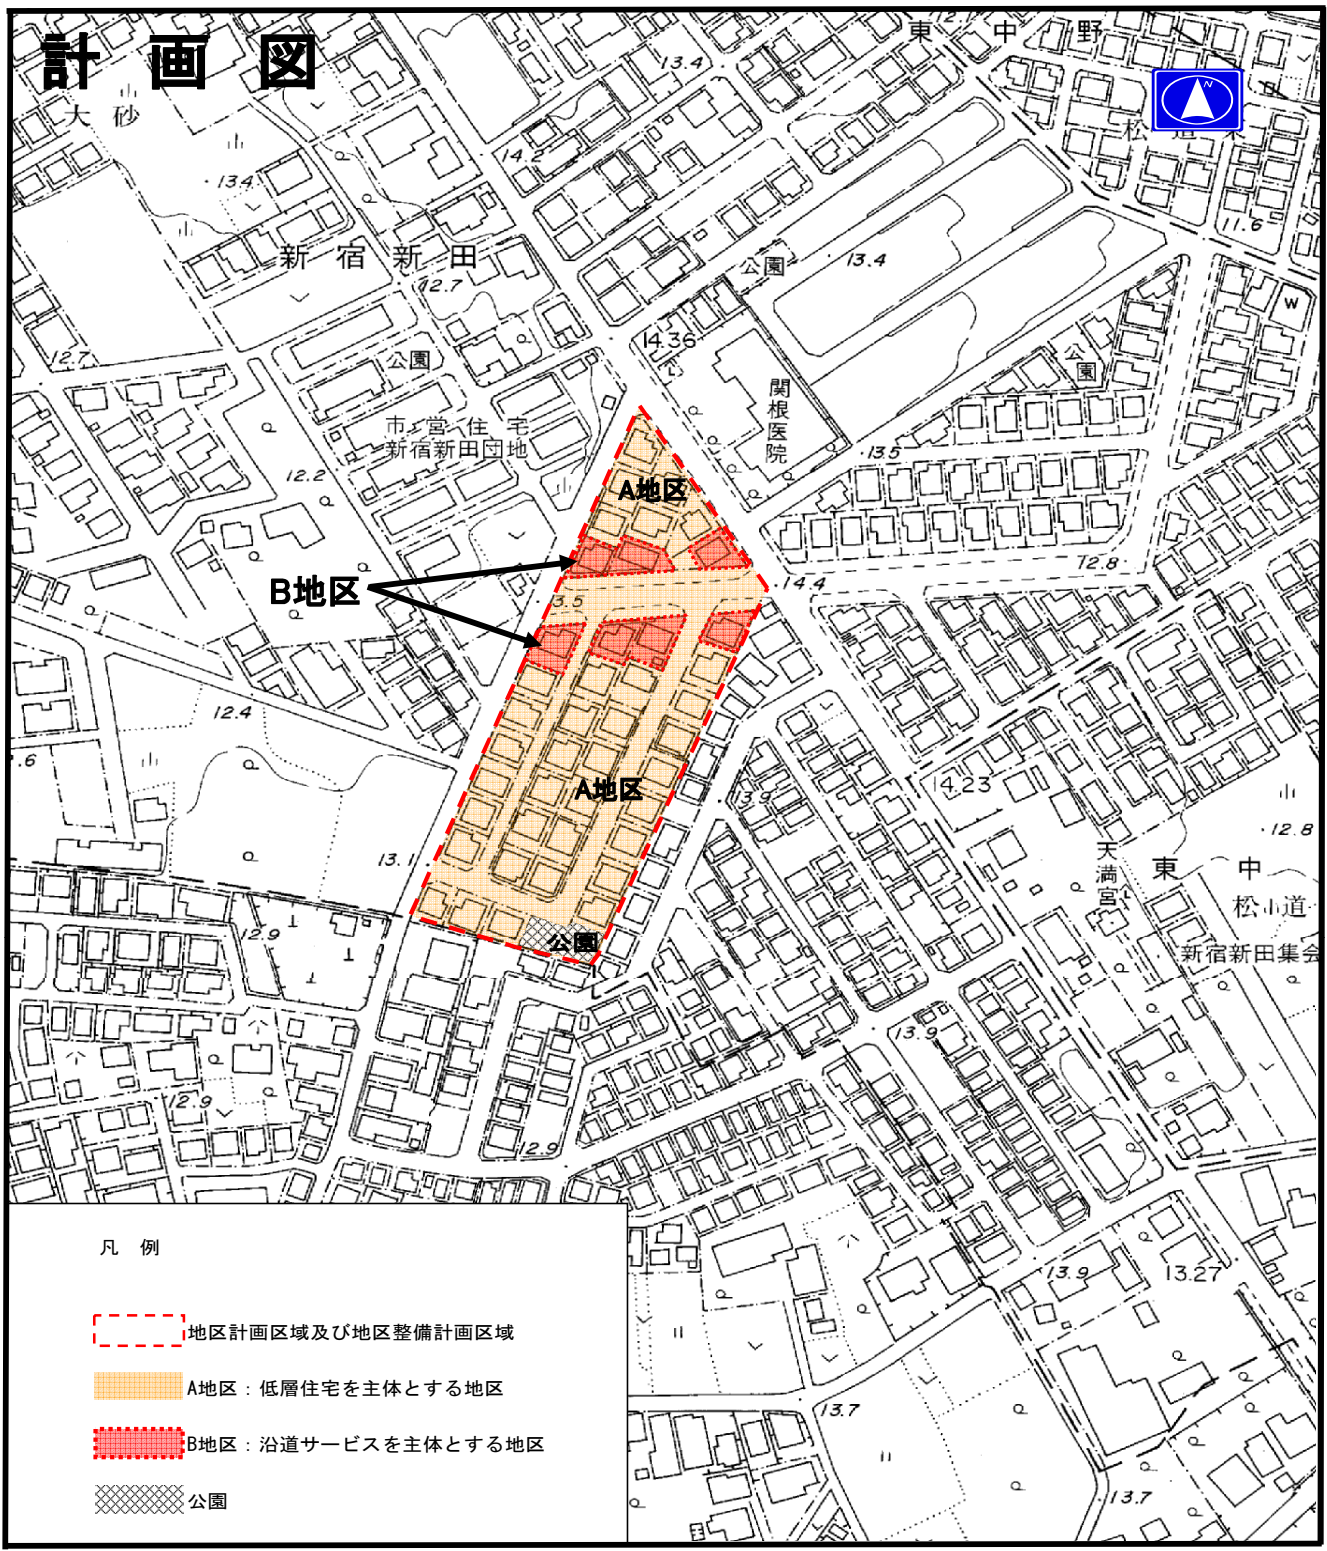 計画図
東中野
13.4
大砂
N
14.2
松道東
13.4
新宿新田
11.6
公園
13.4
12.7
W
14.36
12.7
公園
公園
関根医院
市営住宅
新宿新田団地
13.5
12.2
A地区
12.8
14.4
B地区
3.5
12.4
.6
14.23
A地区
13.9
12.8
13.1
天満宮
東中
松道
12.9
公園
新宿新田集会
13.9
12.9
12.9
凡例
13.9
13.27
地区計画区域及び地区整備計画区域
A地区：低層住宅を主体とする地区
13.7
B地区：沿道サービスを主体とする地区
公園
13.7